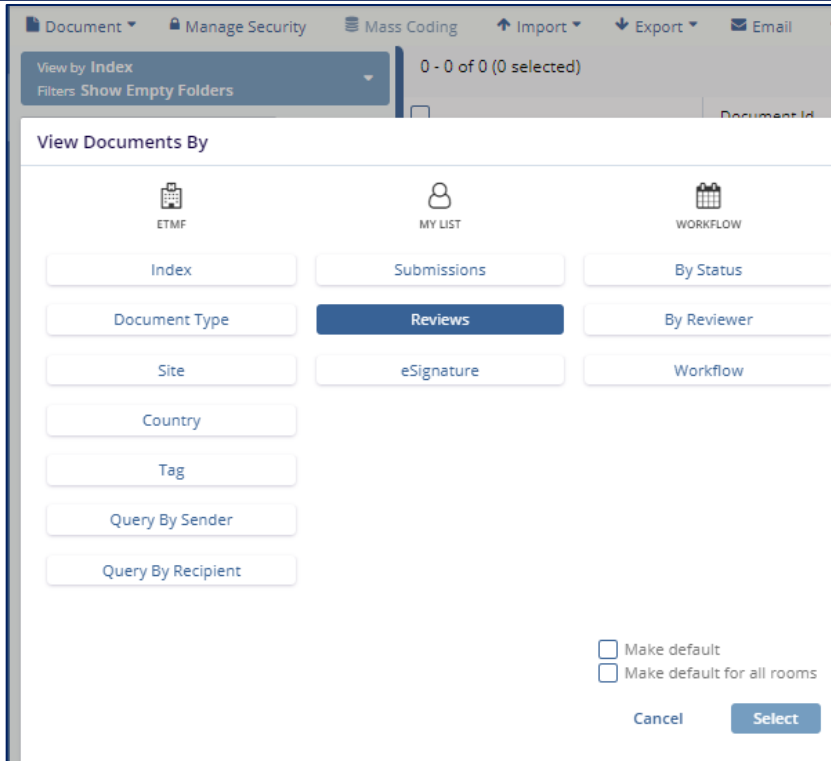 Document Manage Security Mass Coding Import Export Email
View by Index
Filters Show Empty Folders
0 - 0 of 0 (0 selected)
Document Id
View Documents By
ETMF MY LIST WORKFLOW
Index Submissions By Status
Document Type Reviews By Reviewer
Site eSignature Workflow
Country
Tag
Query By Sender
Query By Recipient
Make default
Make default for all rooms
Cancel Select